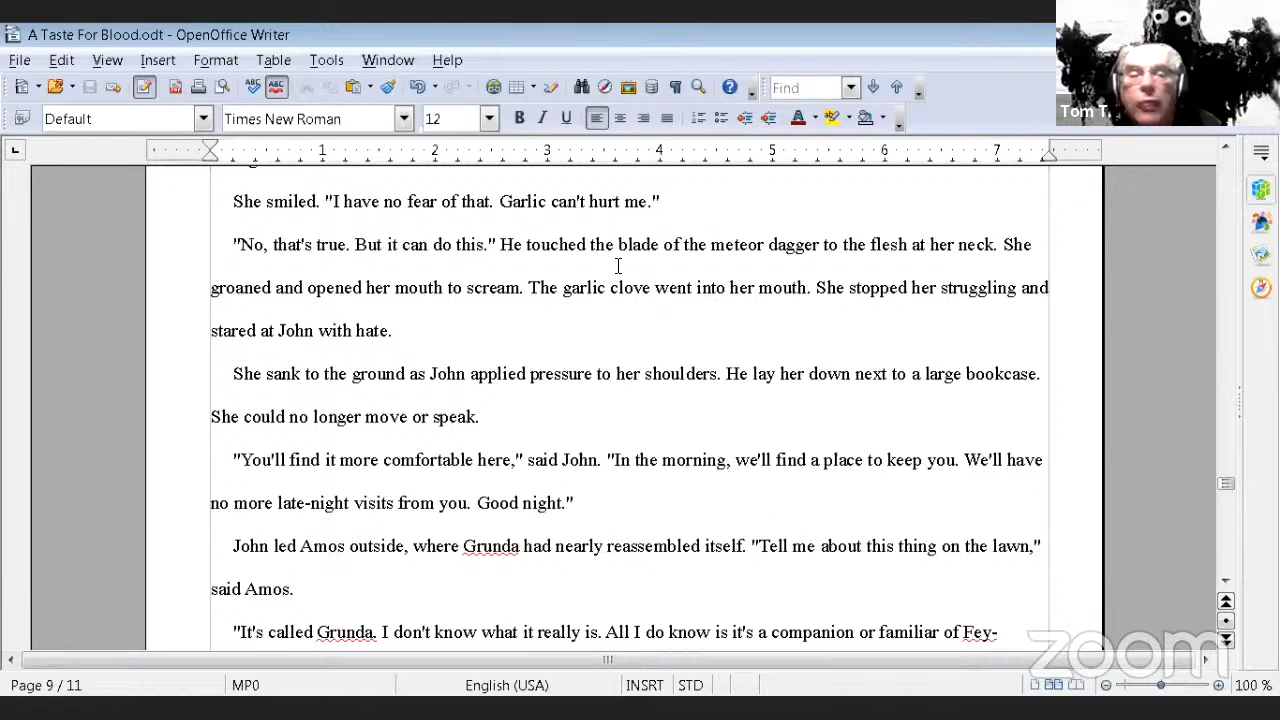 A Taste For Blood.odt - OpenOffice Writer
File Edit View Insert Format Table Tools Window Help
Find
Default Times New Roman 12 B I U A
Tom T.
1 2 3 4 5 6 7
She smiled. "I have no fear of that. Garlic can't hurt me."
"No, that's true. But it can do this." He touched the blade of the meteor dagger to the flesh at her neck. She
groaned and opened her mouth to scream. The garlic clove went into her mouth. She stopped her struggling and
stared at John with hate.
She sank to the ground as John applied pressure to her shoulders. He lay her down next to a large bookcase.
She could no longer move or speak.
"You'll find it more comfortable here," said John. "In the morning, we'll find a place to keep you. We'll have
no more late-night visits from you. Good night."
John led Amos outside, where Grunda had nearly reassembled itself. "Tell me about this thing on the lawn,"
said Amos.
"It's called Grunda. I don't know what it really is. All I do know is it's a companion or familiar of Fey-
zoom
Page 9 / 11 MP0 English (USA) INSRT STD 100 %